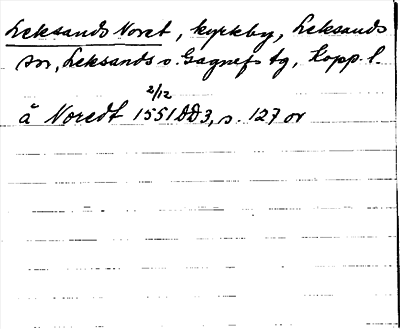 Leksands Noret, kyrkby, Leksands
sn, Leksands o. Gagnefs tg, Kopp. l.
2/12
å Noredt 1551 DD3, s. 127 or